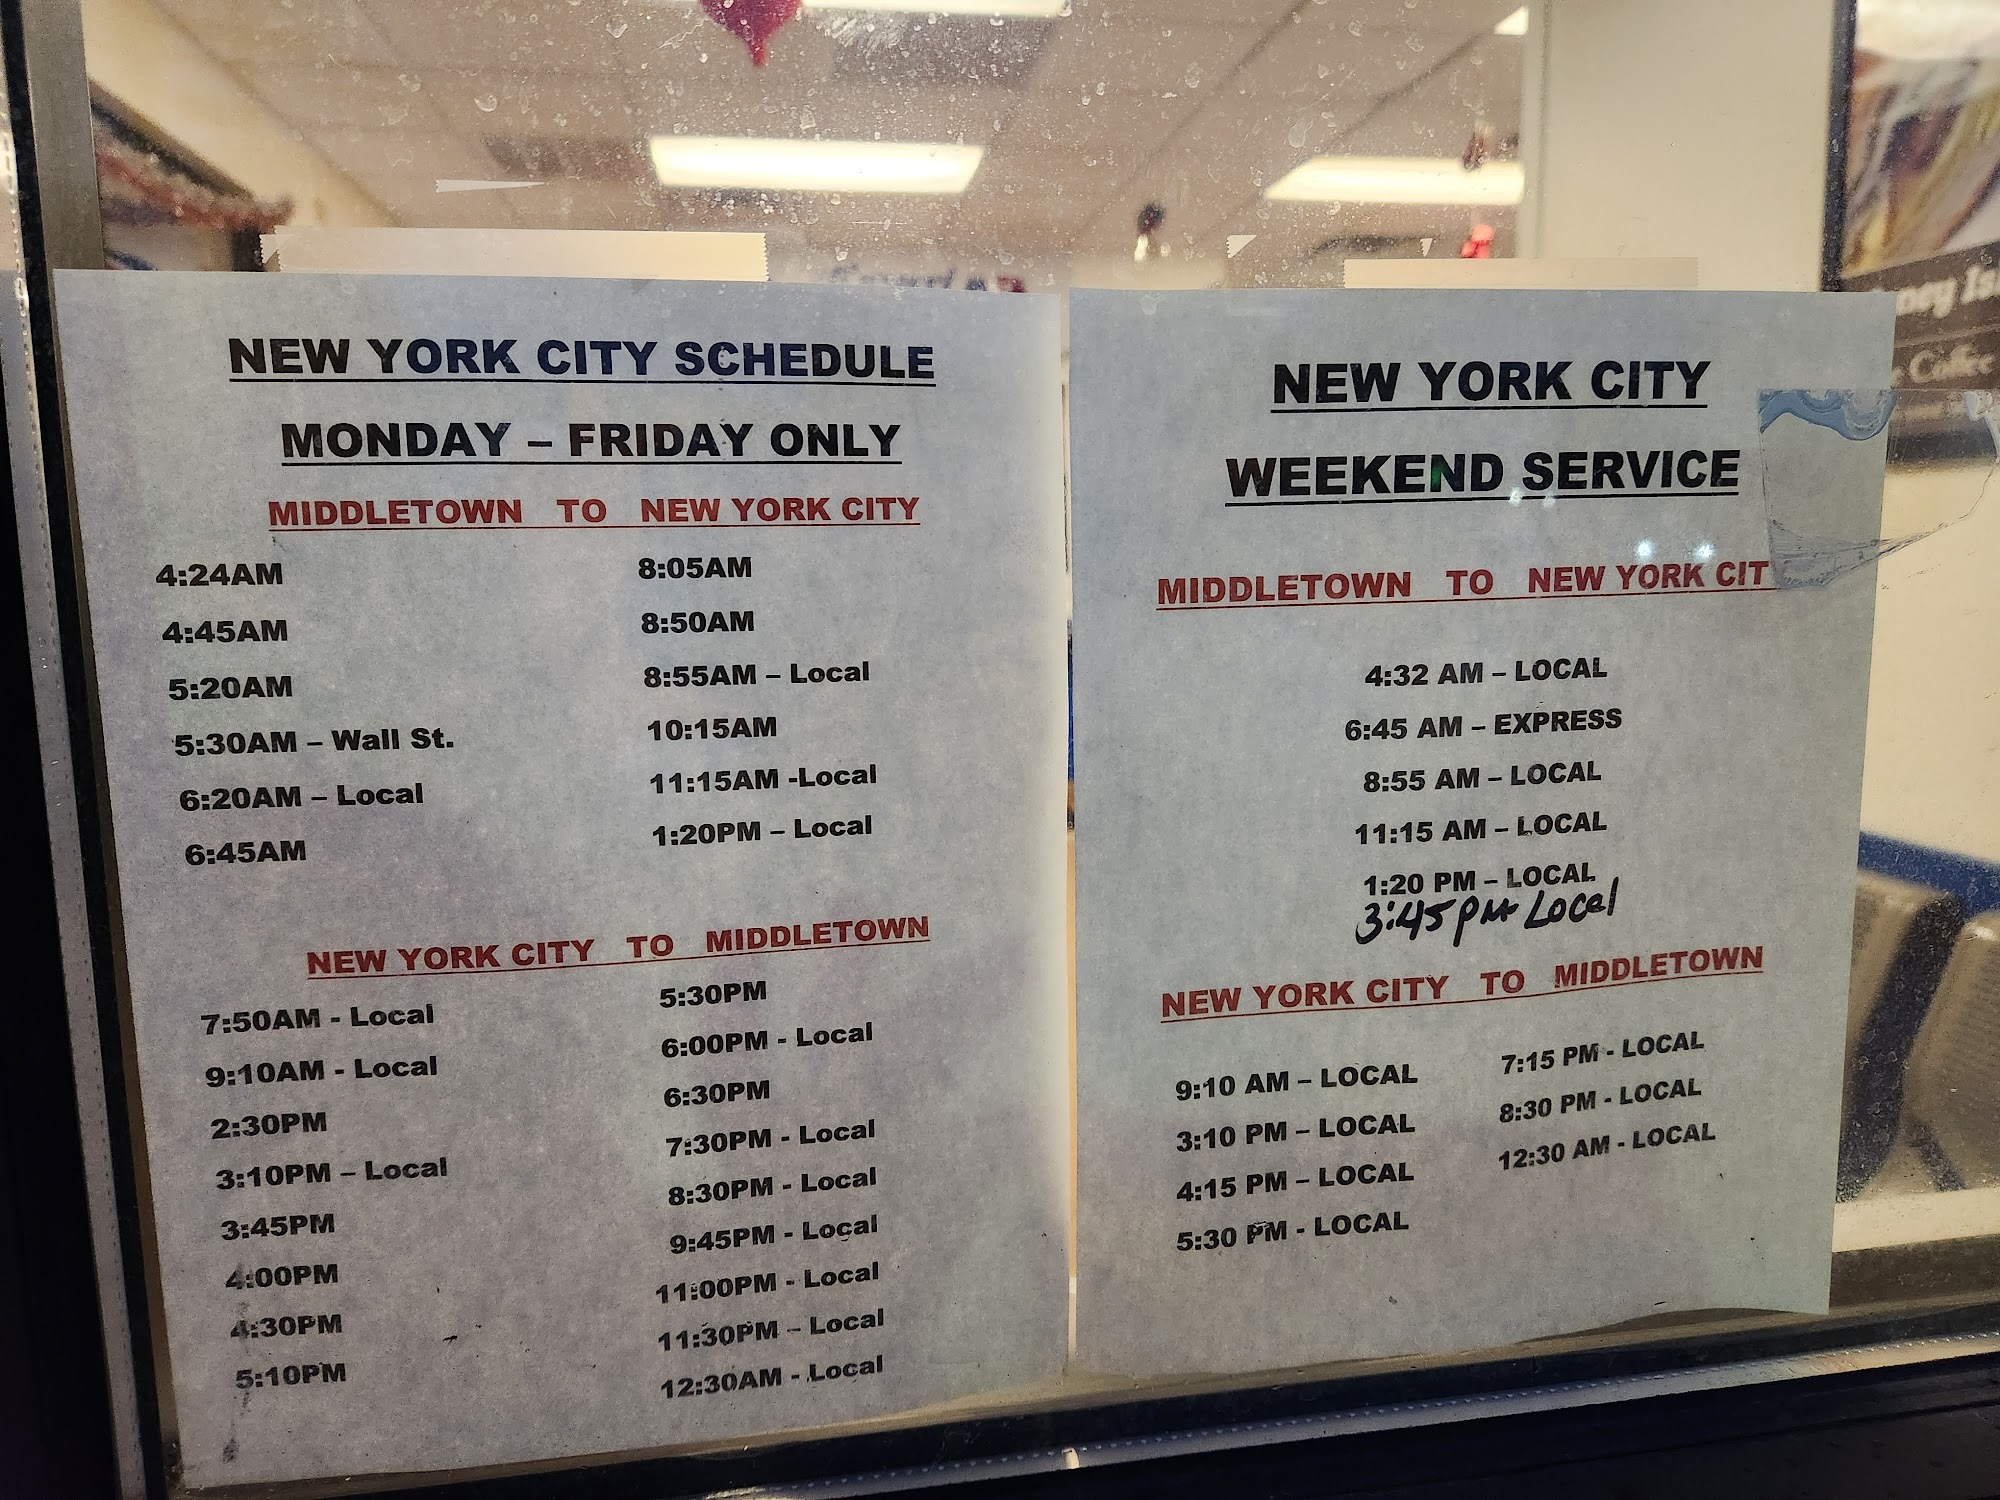 NEW YORK CITY SCHEDULE
MONDAY – FRIDAY ONLY
MIDDLETOWN TO NEW YORK CITY
4:24AM
4:45AM
5:20AM
5:30AM – Wall St.
6:20AM – Local
6:45AM
8:05AM
8:50AM
8:55AM – Local
10:15AM
11:15AM -Local
1:20PM – Local
NEW YORK CITY TO MIDDLETOWN
7:50AM - Local
9:10AM - Local
2:30PM
3:10PM – Local
3:45PM
4:00PM
4:30PM
5:10PM
5:30PM
6:00PM - Local
6:30PM
7:30PM - Local
8:30PM - Local
9:45PM - Local
11:00PM - Local
11:30PM – Local
12:30AM - Local
NEW YORK CITY
WEEKEND SERVICE
MIDDLETOWN TO NEW YORK CIT
4:32 AM – LOCAL
6:45 AM – EXPRESS
8:55 AM – LOCAL
11:15 AM – LOCAL
1:20 PM – LOCAL
3:45 PM Local
NEW YORK CITY TO MIDDLETOWN
9:10 AM – LOCAL
3:10 PM – LOCAL
4:15 PM – LOCAL
5:30 PM - LOCAL
7:15 PM - LOCAL
8:30 PM - LOCAL
12:30 AM - LOCAL
Coffee